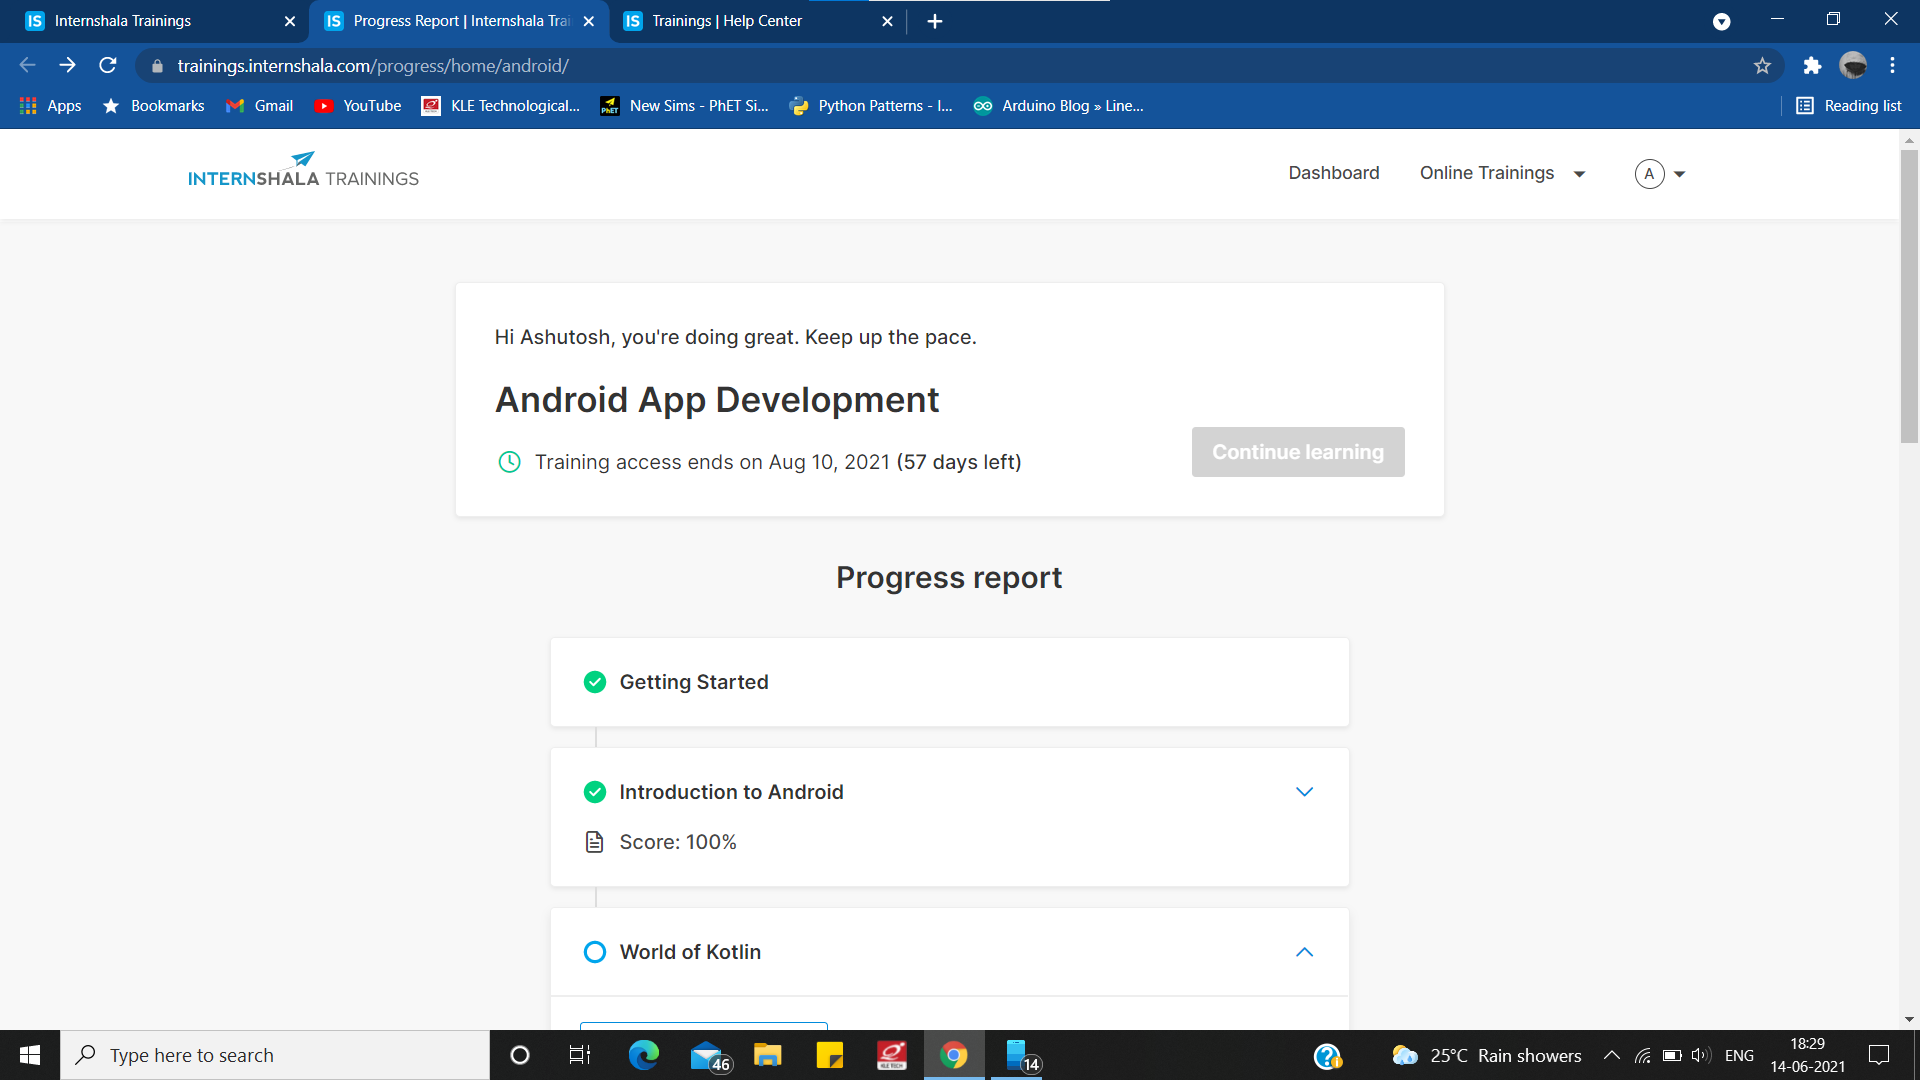 Internshala Trainings
Progress Report | Internshala Trai
Trainings | Help Center
trainings.internshala.com/progress/home/android/
Apps
Bookmarks
Gmail
YouTube
KLE Technological...
New Sims - PhET Si...
Python Patterns - I...
Arduino Blog » Line...
Reading list
INTERNSHALA TRAININGS
Dashboard
Online Trainings
A
Hi Ashutosh, you're doing great. Keep up the pace.
Android App Development
Training access ends on Aug 10, 2021 (57 days left)
Continue learning
Progress report
Getting Started
Introduction to Android
Score: 100%
World of Kotlin
Type here to search
46
14
25°C Rain showers
ENG
18:29
14-06-2021